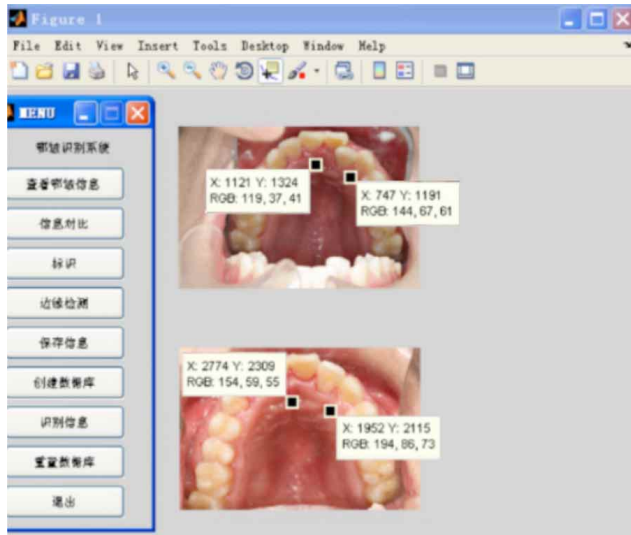 Figure 1
File Edit View Insert Tools Desktop Window Help
MENU
鄂皱识别系统
查看鄂皱信息
信息对比
标识
边缘检测
保存信息
创建数据库
识别信息
重置数据库
退出
X: 1121 Y: 1324
RGB: 119, 37, 41
X: 747 Y: 1191
RGB: 144, 67, 61
X: 2774 Y: 2309
RGB: 154, 59, 55
X: 1952 Y: 2115
RGB: 194, 86, 73